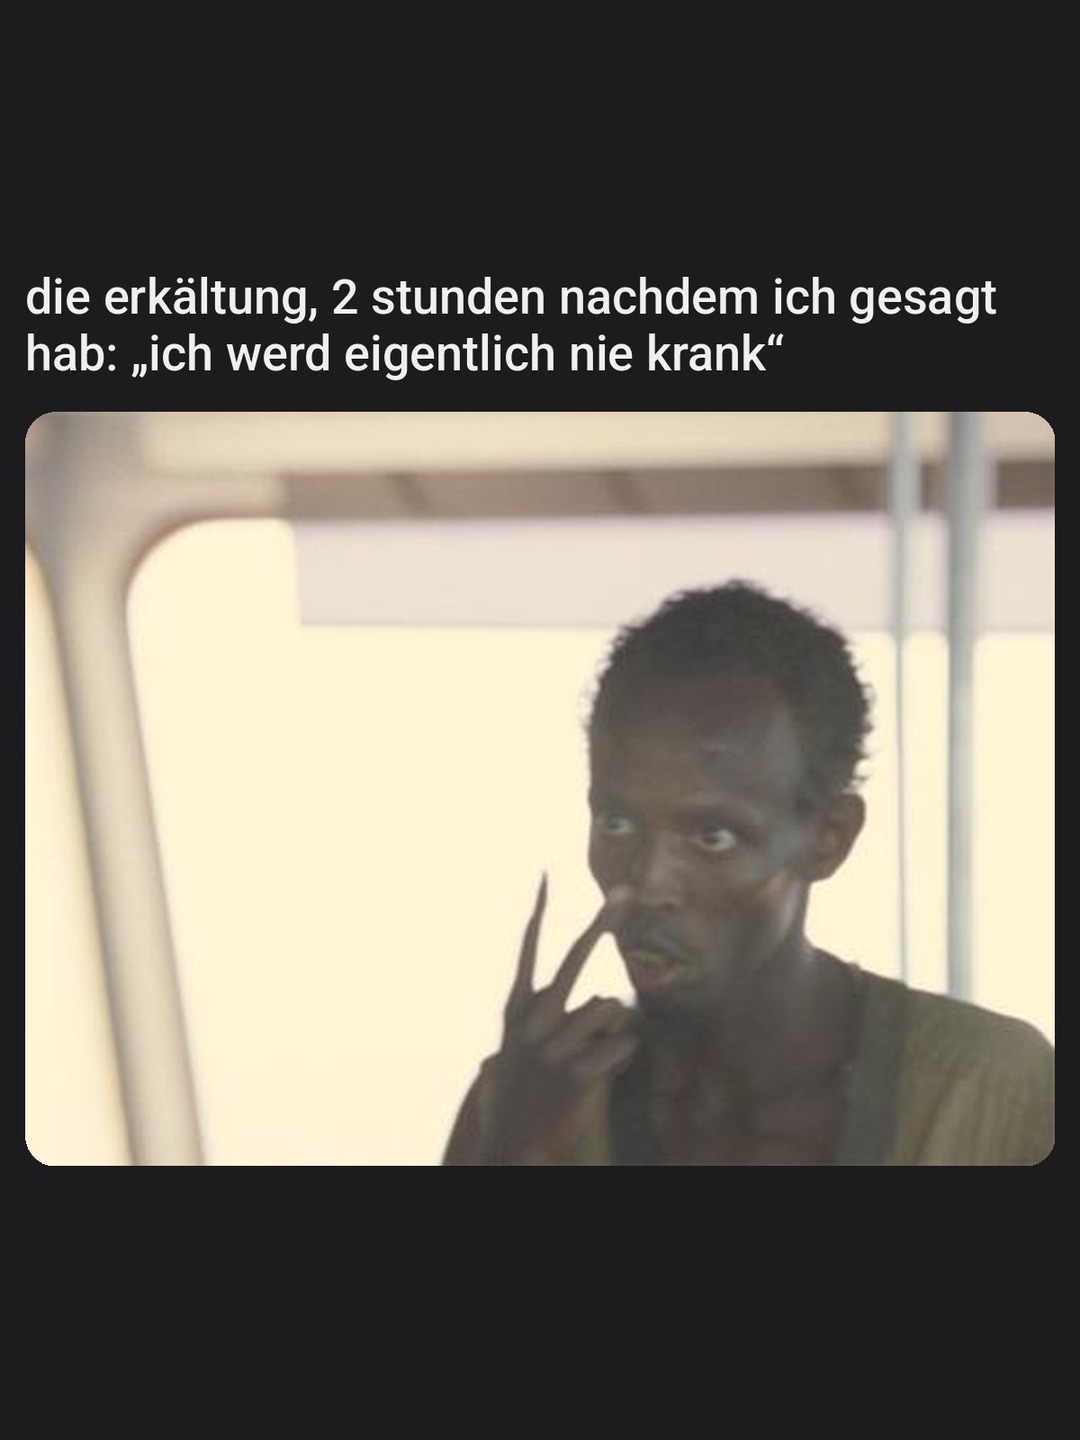 die erkältung, 2 stunden nachdem ich gesagt
hab: „ich werd eigentlich nie krank“